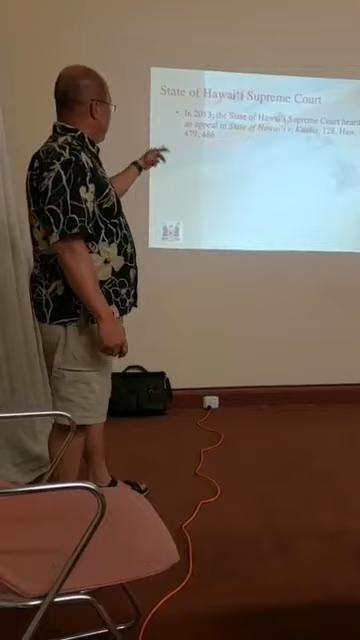 State of Hawai'i Supreme Court
• In 2013, the State of Hawai'i Supreme Court heard
an appeal in State of Hawai'i v. Kaulia, 128, Haw.
479, 486.